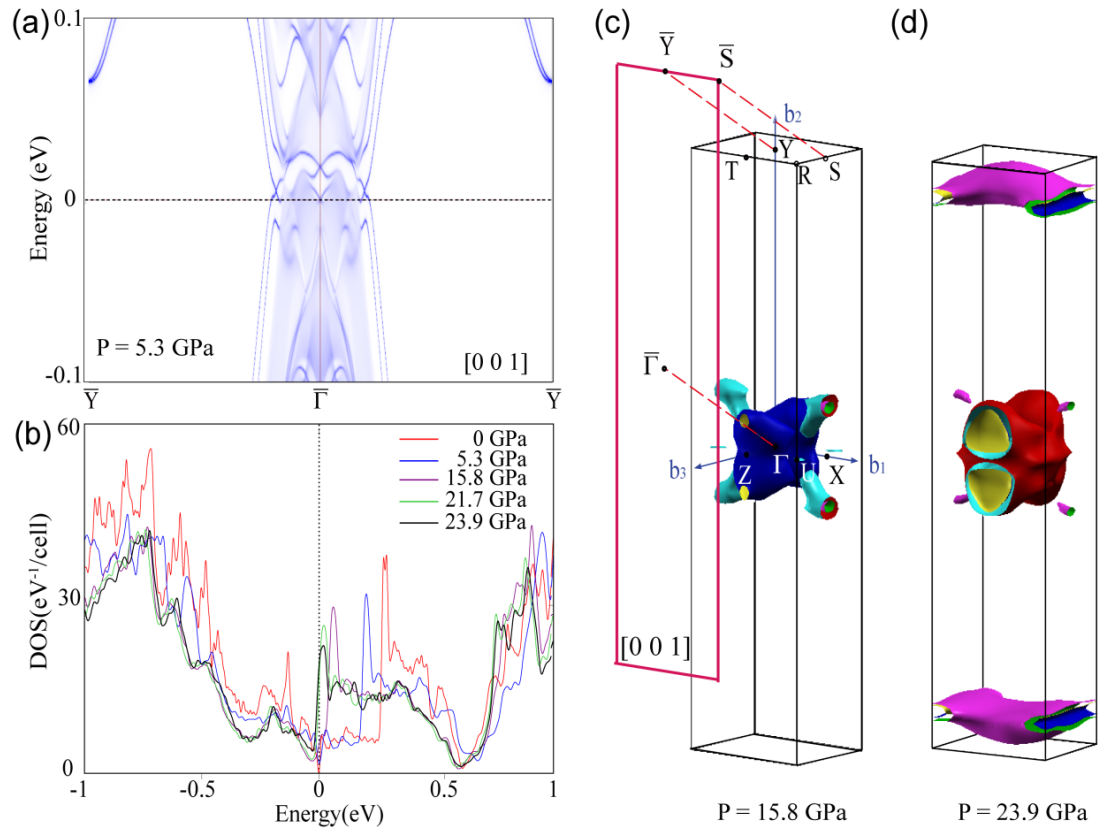 (a)
0.1
0
-0.1
Energy (eV)
P = 5.3 GPa
[0 0 1]
Y̅
Γ̅
Y̅
(b)
60
30
0
DOS(eV⁻¹/cell)
0 GPa
5.3 GPa
15.8 GPa
21.7 GPa
23.9 GPa
-1
-0.5
0
0.5
1
Energy(eV)
(c)
Y̅
S̅
b₂
Y
T
R
S
Γ̅
b₃
Z
Γ
U
X
b₁
[0 0 1]
P = 15.8 GPa
(d)
P = 23.9 GPa